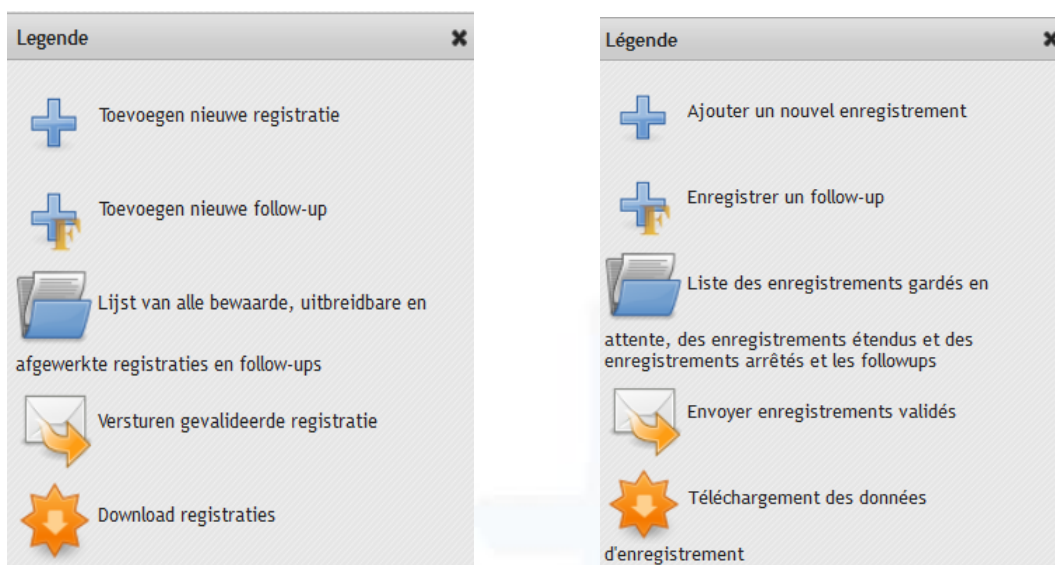 Legende
Toevoegen nieuwe registratie
Toevoegen nieuwe follow-up
F
Lijst van alle bewaarde, uitbreidbare en
afgewerkte registraties en follow-ups
Versturen gevalideerde registratie
Download registraties
Légende
Ajouter un nouvel enregistrement
Enregistrer un follow-up
F
Liste des enregistrements gardés en
attente, des enregistrements étendus et des
enregistrements arrêtés et les followups
Envoyer enregistrements validés
Téléchargement des données
d'enregistrement